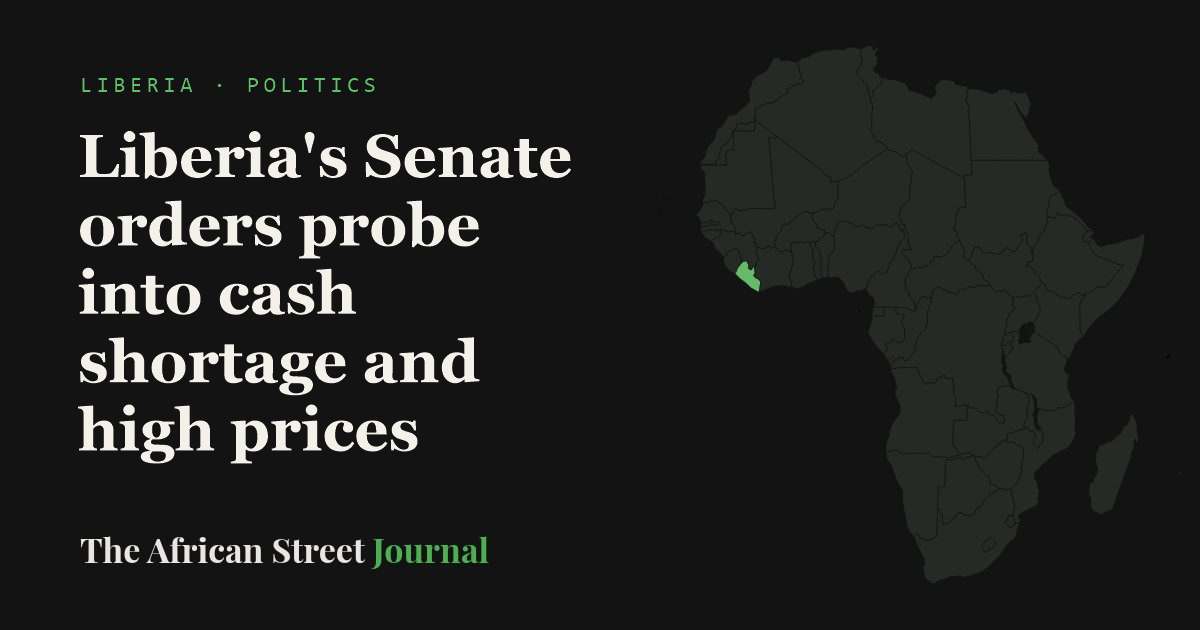 LIBERIA · POLITICS
Liberia's Senate
orders probe
into cash
shortage and
high prices
The African Street Journal